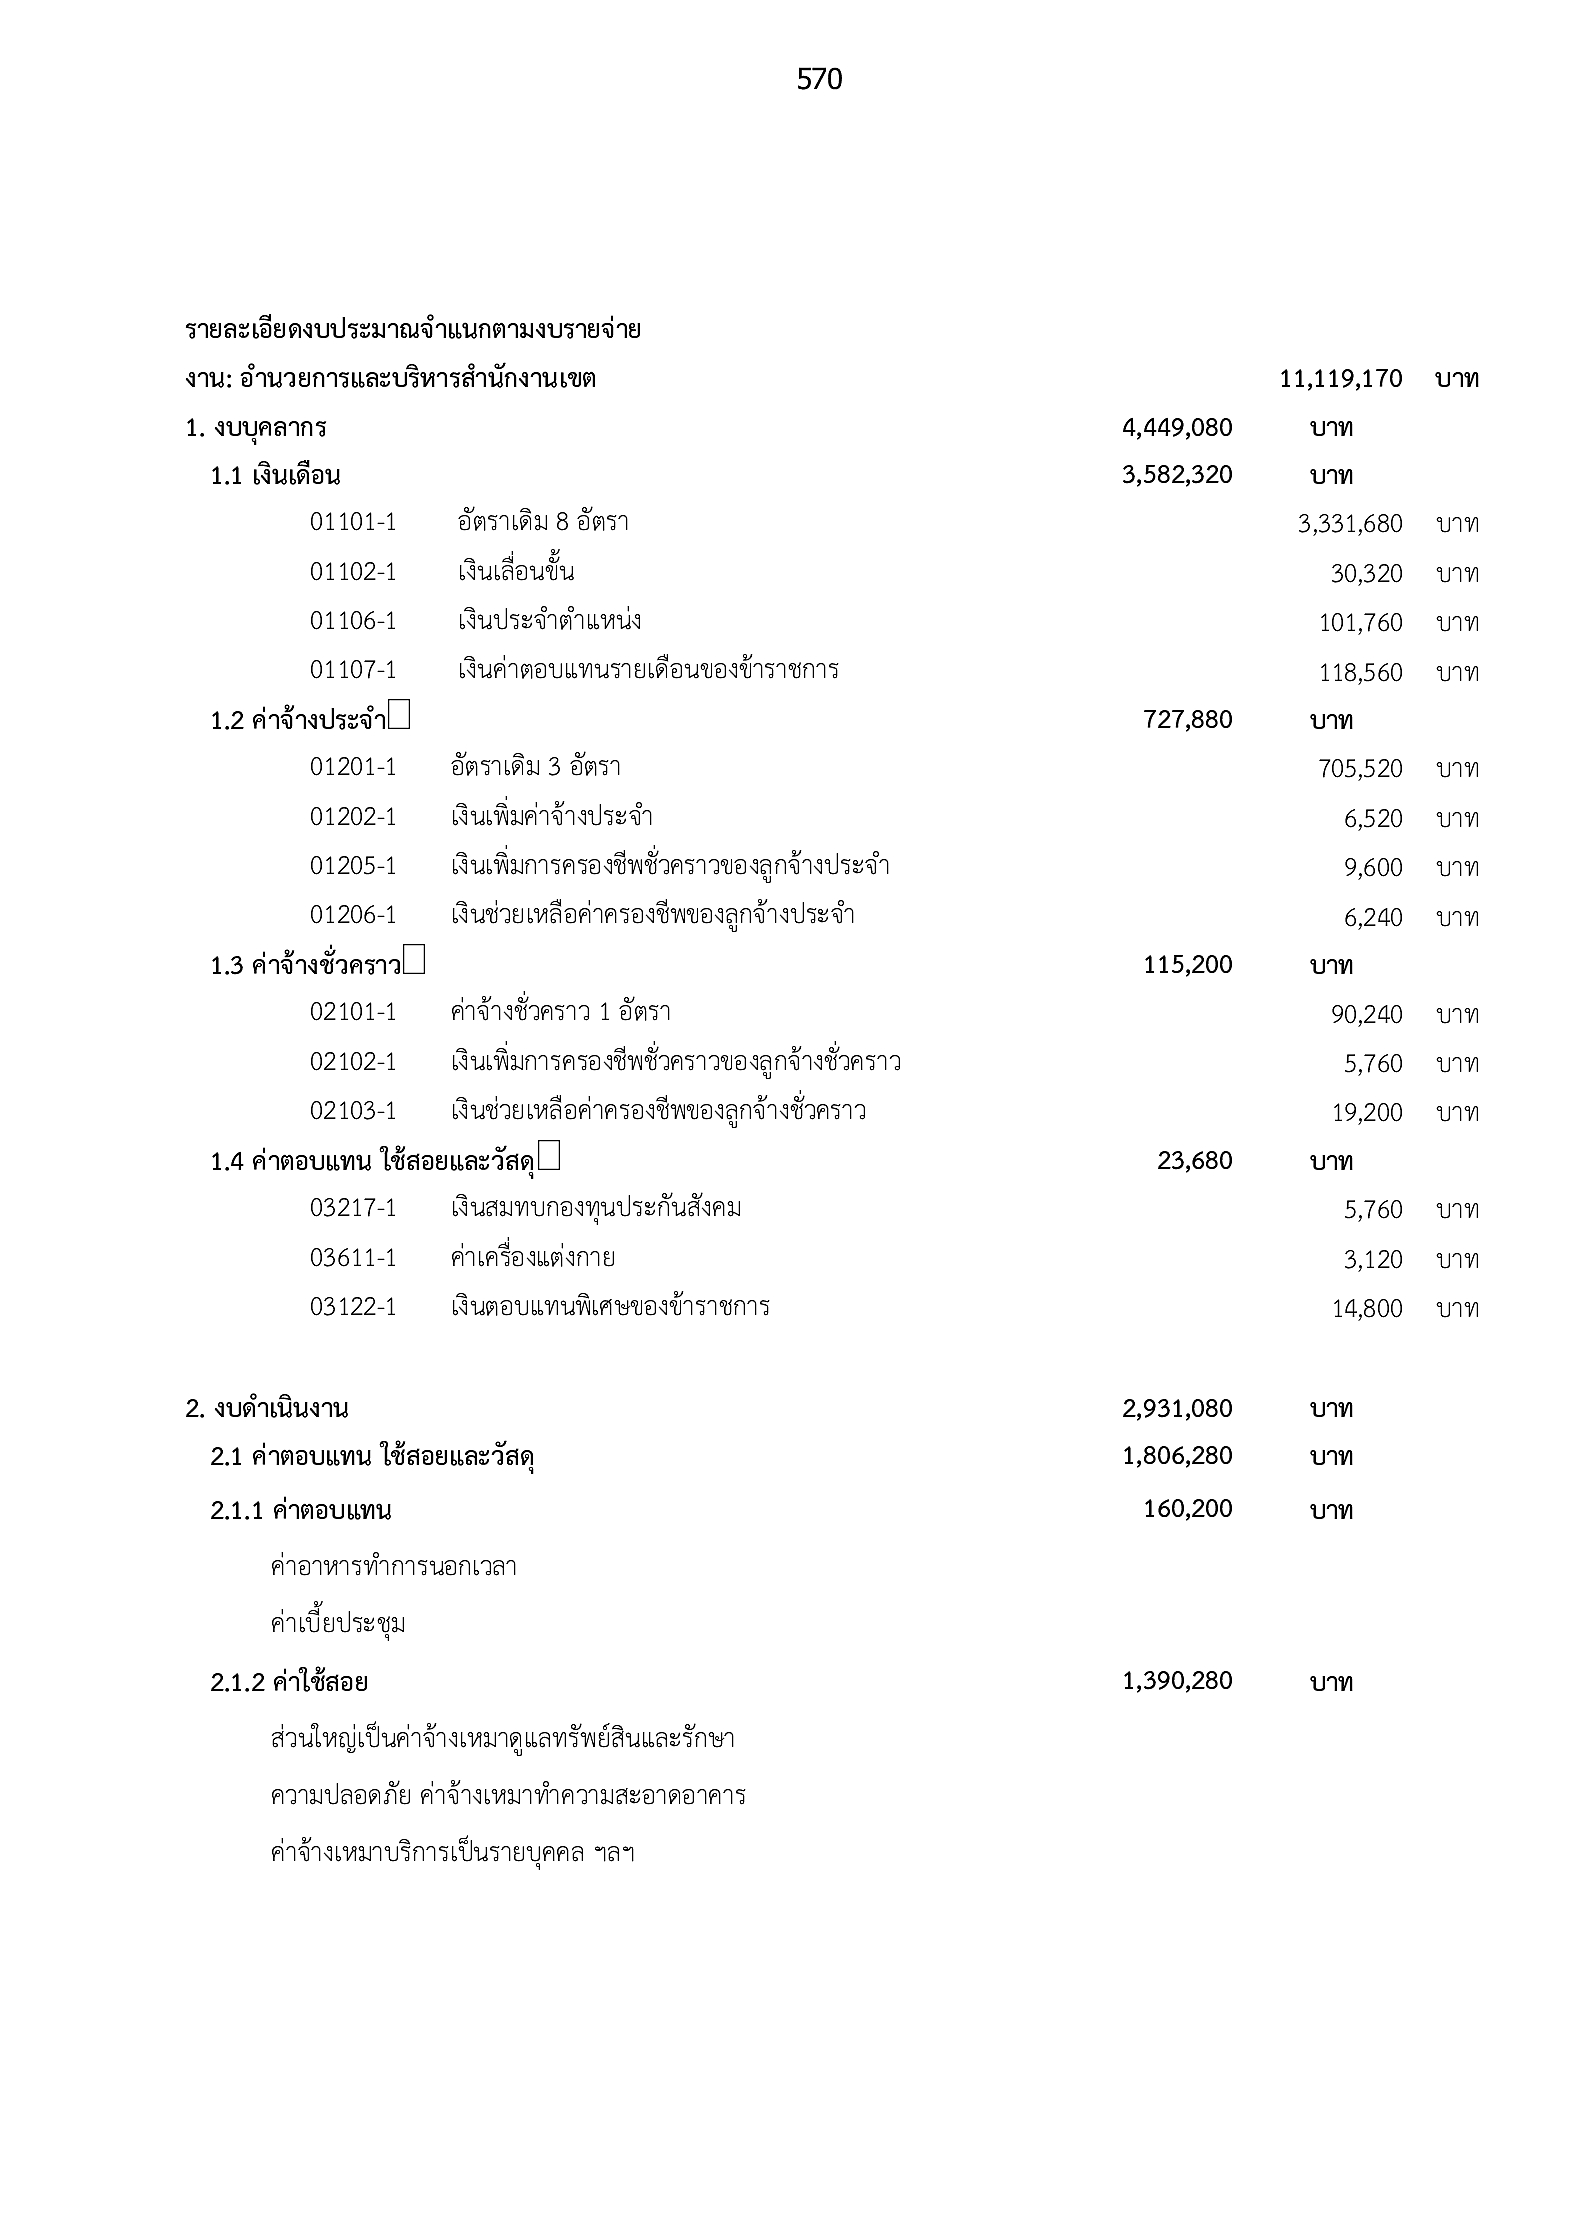 570
รายละเอียดงบประมาณจำแนกตามงบรายจ่าย
งาน: อำนวยการและบริหารสำนักงานเขต 11,119,170 บาท
1. งบบุคลากร 4,449,080 บาท
1.1 เงินเดือน 3,582,320 บาท
01101-1 อัตราเดิม 8 อัตรา 3,331,680 บาท
01102-1 เงินเลื่อนขั้น 30,320 บาท
01106-1 เงินประจำตำแหน่ง 101,760 บาท
01107-1 เงินค่าตอบแทนรายเดือนของข้าราชการ 118,560 บาท
1.2 ค่าจ้างประจำ 727,880 บาท
01201-1 อัตราเดิม 3 อัตรา 705,520 บาท
01202-1 เงินเพิ่มค่าจ้างประจำ 6,520 บาท
01205-1 เงินเพิ่มการครองชีพชั่วคราวของลูกจ้างประจำ 9,600 บาท
01206-1 เงินช่วยเหลือค่าครองชีพของลูกจ้างประจำ 6,240 บาท
1.3 ค่าจ้างชั่วคราว 115,200 บาท
02101-1 ค่าจ้างชั่วคราว 1 อัตรา 90,240 บาท
02102-1 เงินเพิ่มการครองชีพชั่วคราวของลูกจ้างชั่วคราว 5,760 บาท
02103-1 เงินช่วยเหลือค่าครองชีพของลูกจ้างชั่วคราว 19,200 บาท
1.4 ค่าตอบแทน ใช้สอยและวัสดุ 23,680 บาท
03217-1 เงินสมทบกองทุนประกันสังคม 5,760 บาท
03611-1 ค่าเครื่องแต่งกาย 3,120 บาท
03122-1 เงินตอบแทนพิเศษของข้าราชการ 14,800 บาท
2. งบดำเนินงาน 2,931,080 บาท
2.1 ค่าตอบแทน ใช้สอยและวัสดุ 1,806,280 บาท
2.1.1 ค่าตอบแทน 160,200 บาท
ค่าอาหารทำการนอกเวลา
ค่าเบี้ยประชุม
2.1.2 ค่าใช้สอย 1,390,280 บาท
ส่วนใหญ่เป็นค่าจ้างเหมาดูแลทรัพย์สินและรักษา
ความปลอดภัย ค่าจ้างเหมาทำความสะอาดอาคาร
ค่าจ้างเหมาบริการเป็นรายบุคคล ฯลฯ